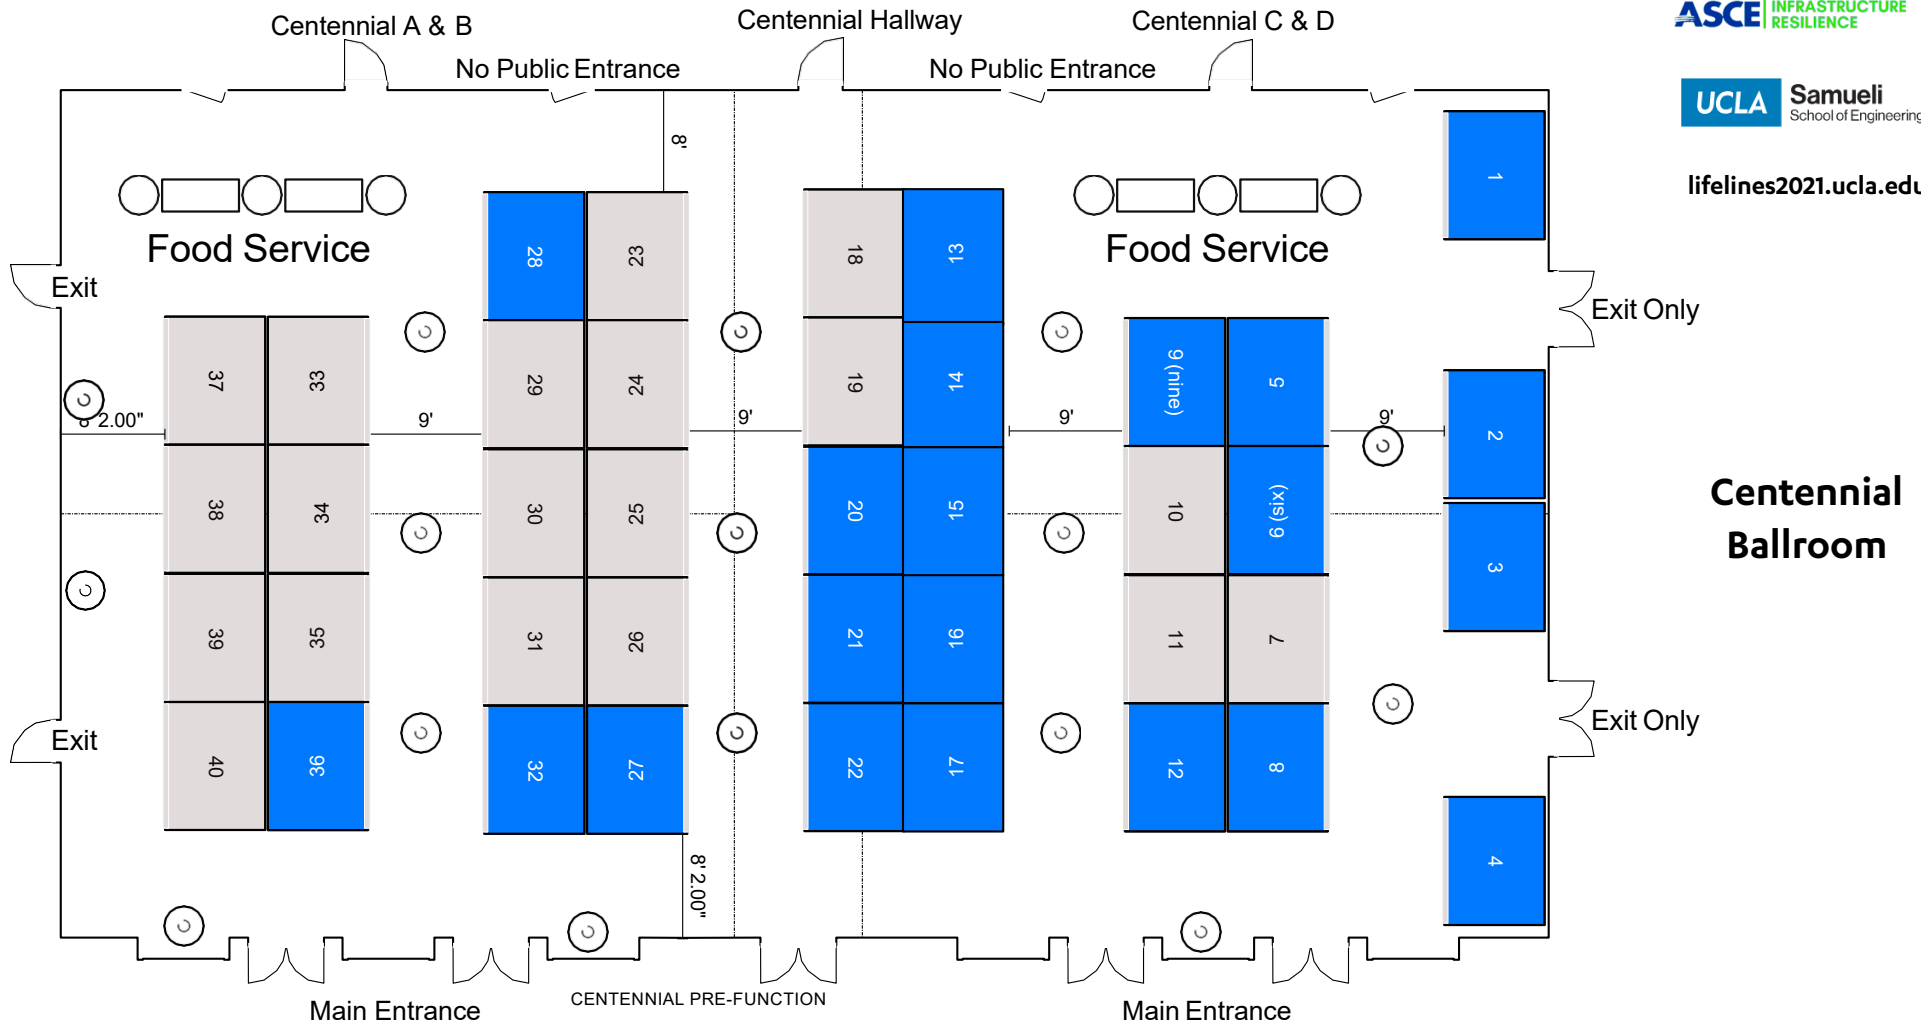 Centennial A & B
Centennial Hallway
Centennial C & D
ASCE INFRASTRUCTURE
RESILIENCE
No Public Entrance
No Public Entrance
UCLA Samueli
School of Engineering
lifelines2021.ucla.edu
8'
Food Service
Food Service
Exit
Exit Only
1
28
23
18
13
37
33
29
24
19
14
9 (nine)
5
2
2.00"
9'
9'
9'
9'
38
34
30
25
20
15
10
6 (six)
3
Centennial
Ballroom
39
35
31
26
21
16
11
7
Exit
Exit Only
40
36
32
27
22
17
12
8
4
8' 2.00"
Main Entrance
CENTENNIAL PRE-FUNCTION
Main Entrance